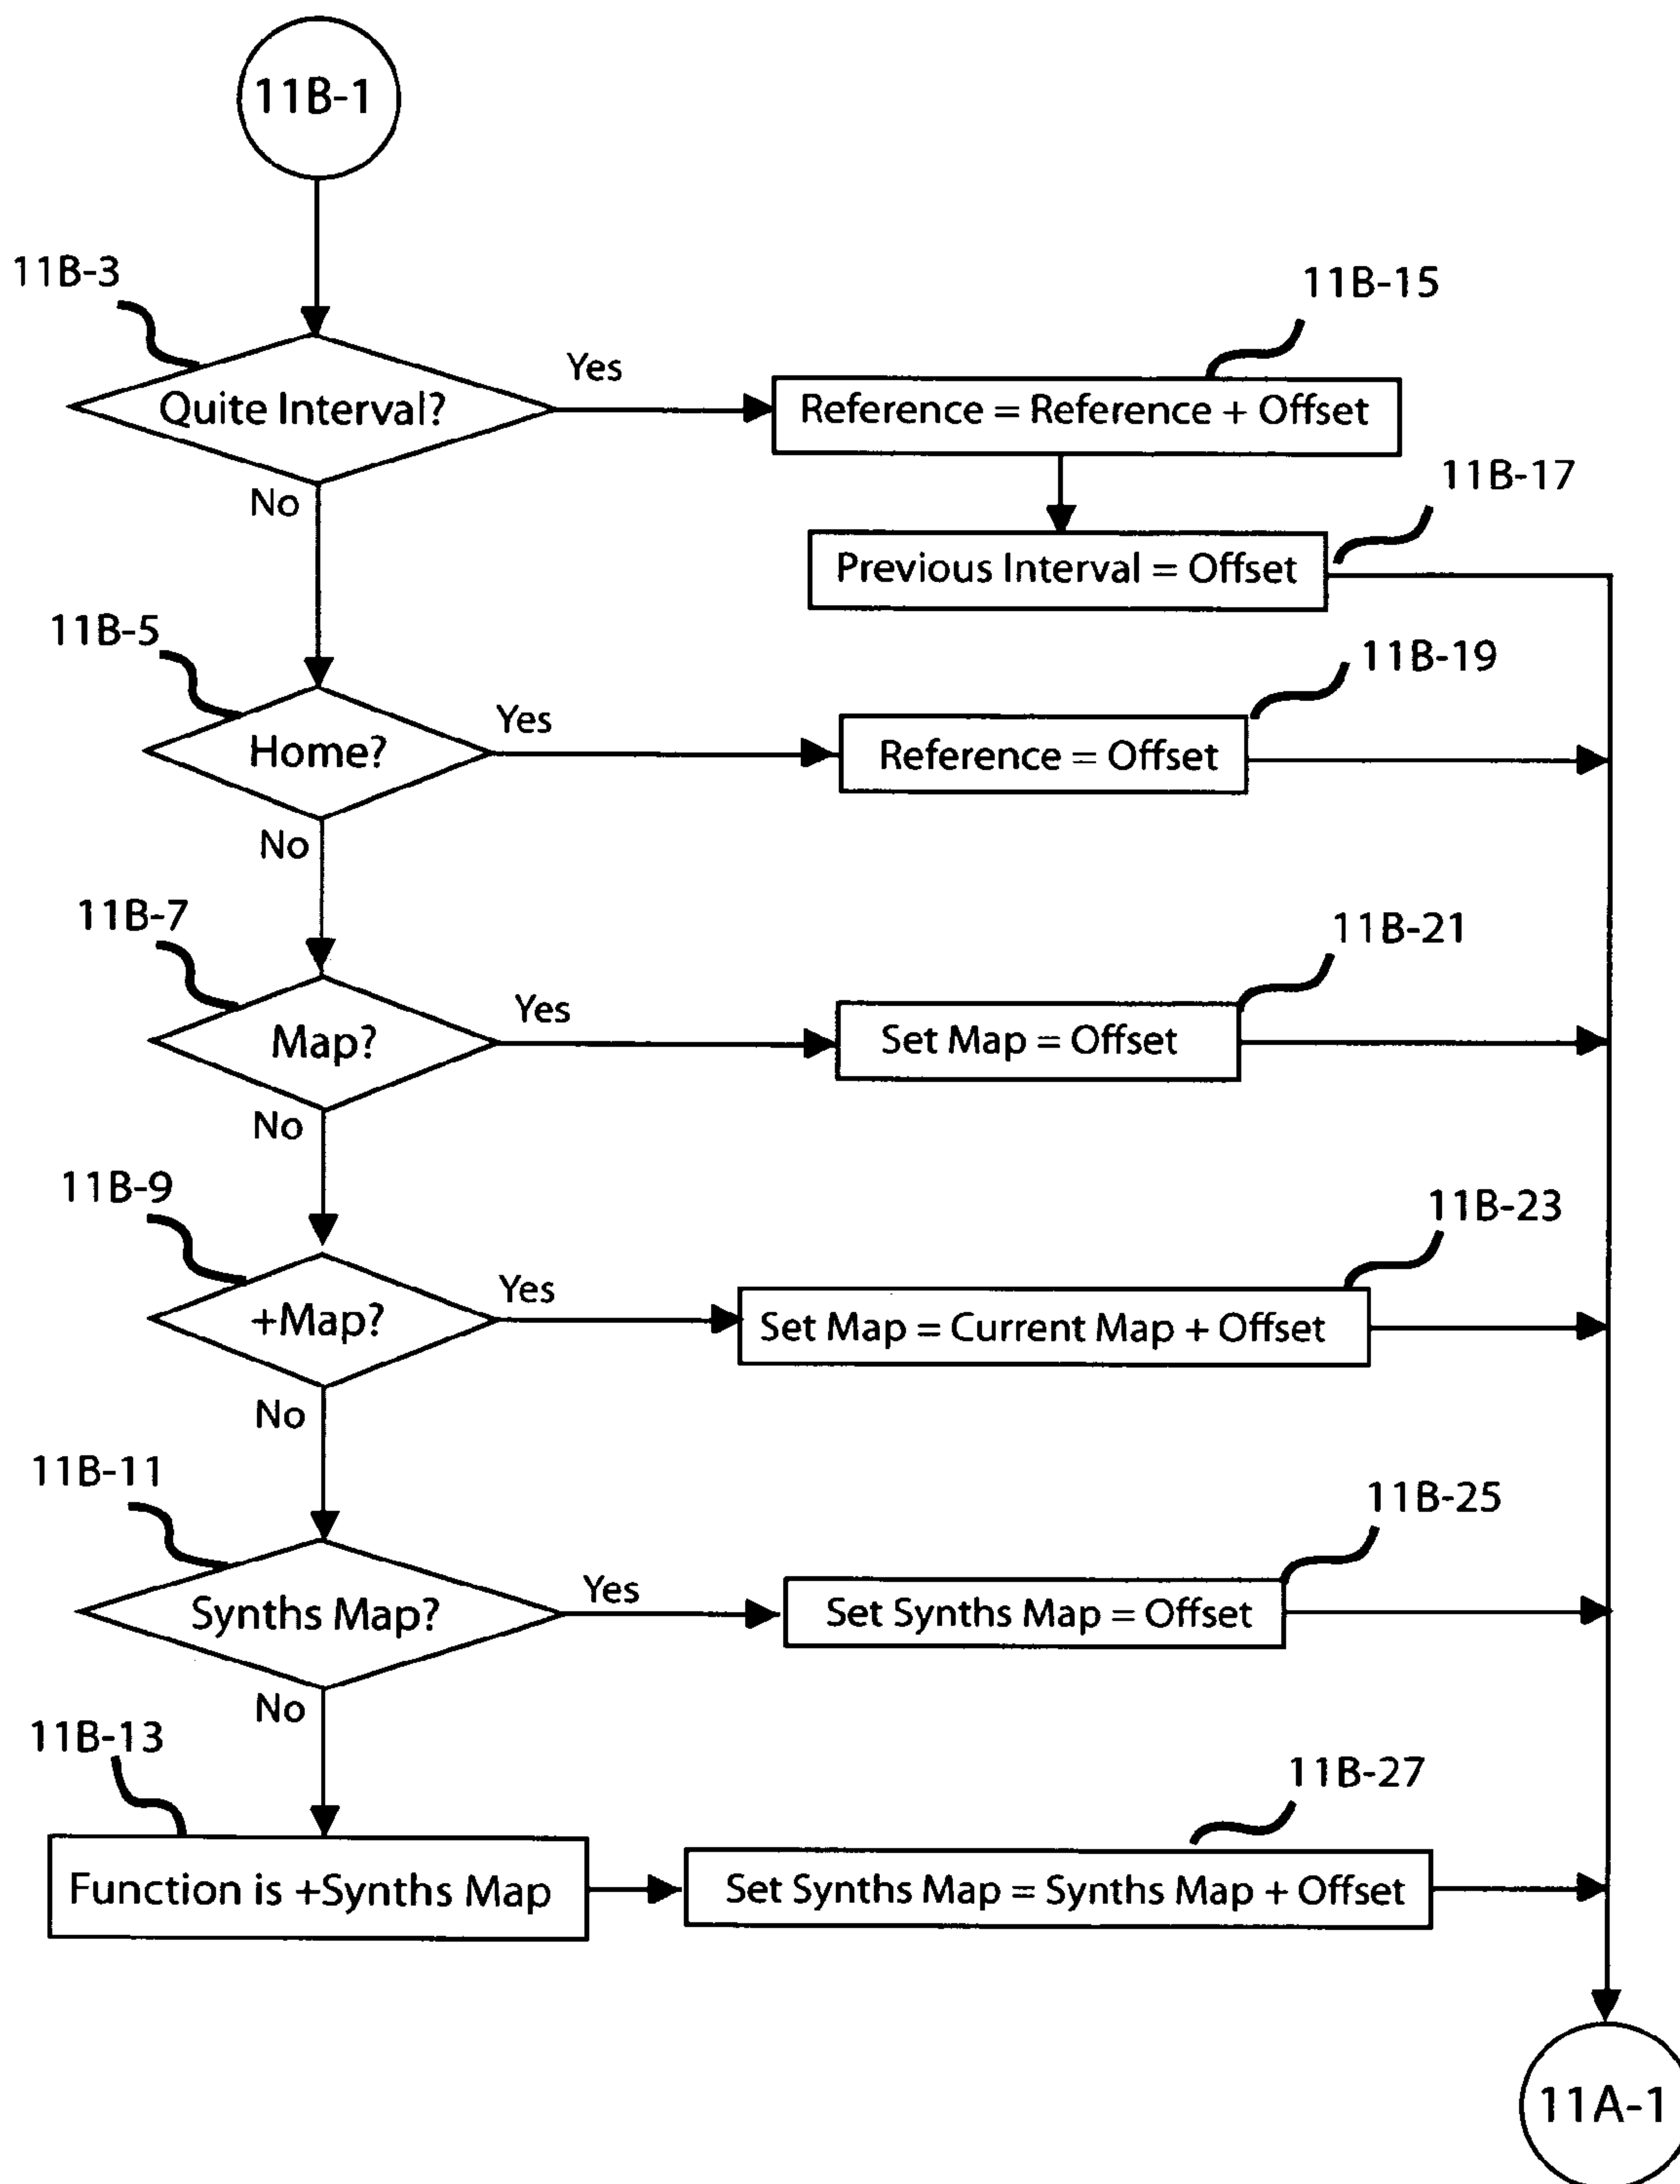 11B-1
11B-3
Quite Interval?
Yes
No
11B-15
Reference = Reference + Offset
11B-17
Previous Interval = Offset
11B-5
Home?
Yes
No
11B-19
Reference = Offset
11B-7
Map?
Yes
No
11B-21
Set Map = Offset
11B-9
+Map?
Yes
No
11B-23
Set Map = Current Map + Offset
11B-11
Synths Map?
Yes
No
11B-25
Set Synths Map = Offset
11B-13
Function is +Synths Map
11B-27
Set Synths Map = Synths Map + Offset
11A-1